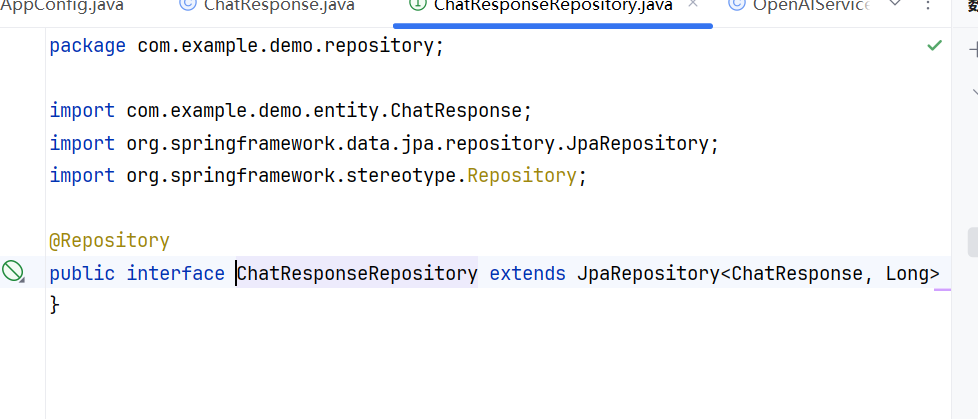 AppConfig.java ChatResponse.java ChatResponseRepository.java OpenAIService
package com.example.demo.repository;
import com.example.demo.entity.ChatResponse;
import org.springframework.data.jpa.repository.JpaRepository;
import org.springframework.stereotype.Repository;
@Repository
public interface ChatResponseRepository extends JpaRepository<ChatResponse, Long>
}